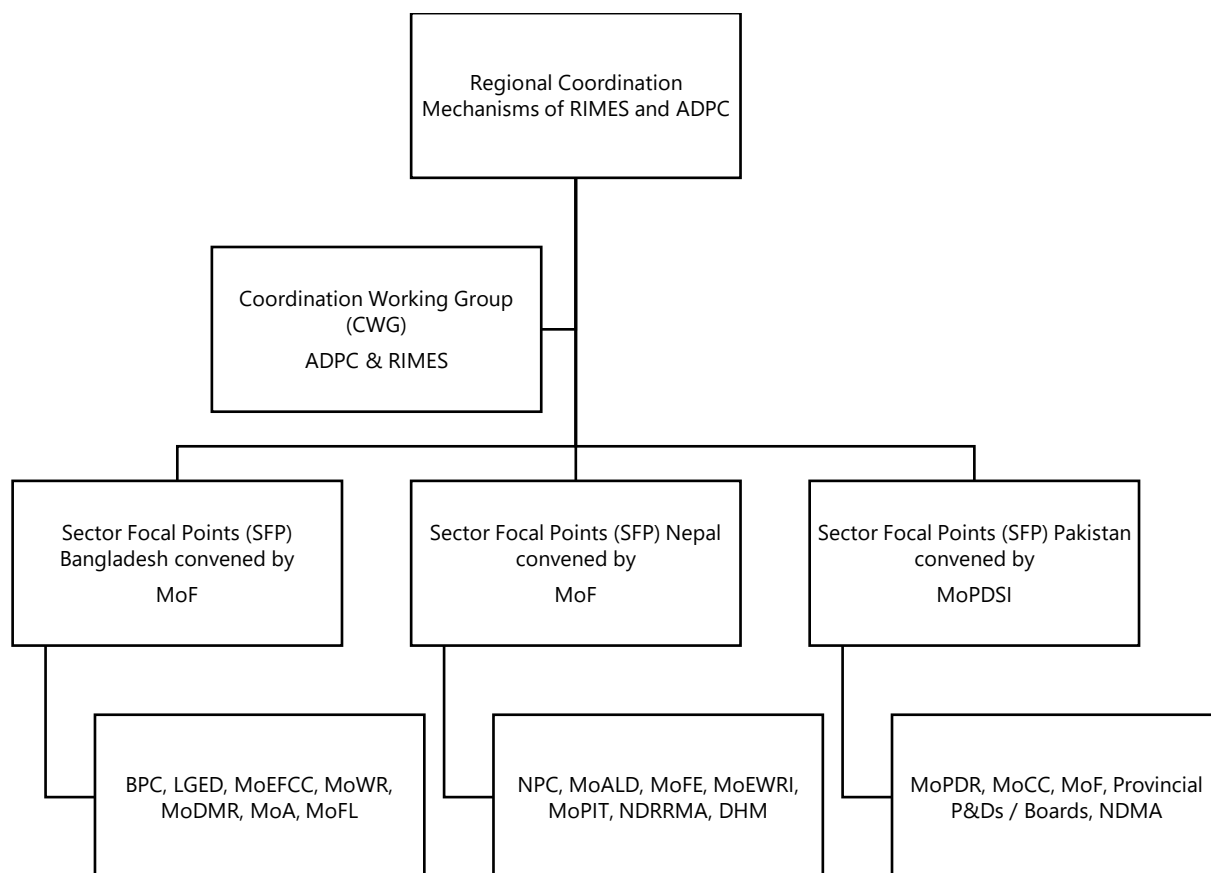 Regional Coordination
Mechanisms of RIMES and ADPC
Coordination Working Group
(CWG)
ADPC & RIMES
Sector Focal Points (SFP)
Bangladesh convened by
MoF
Sector Focal Points (SFP) Nepal
convened by
MoF
Sector Focal Points (SFP) Pakistan
convened by
MoPDSI
BPC, LGED, MoEFCC, MoWR,
MoDMR, MoA, MoFL
NPC, MoALD, MoFE, MoEWRI,
MoPIT, NDRRMA, DHM
MoPDR, MoCC, MoF, Provincial
P&Ds / Boards, NDMA